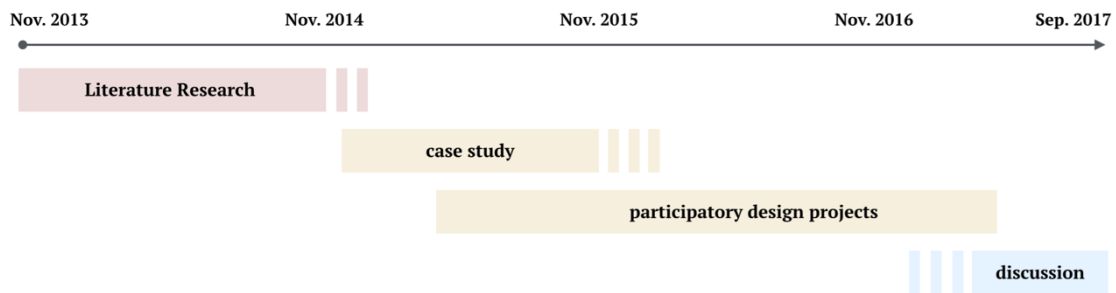 Nov. 2013 Nov. 2014 Nov. 2015 Nov. 2016 Sep. 2017
Literature Research
case study
participatory design projects
discussion